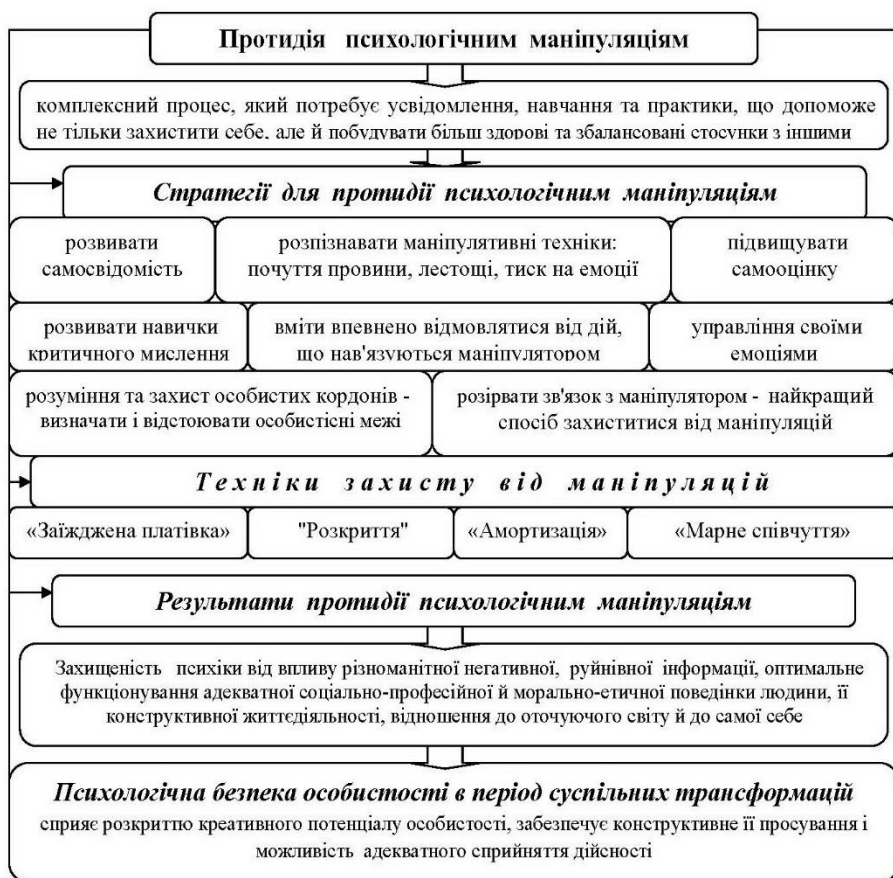 Протидія психологічним маніпуляціям
комплексний процес, який потребує усвідомлення, навчання та практики, що допоможе
не тільки захистити себе, але й побудувати більш здорові та збалансовані стосунки з іншими
Стратегії для протидії психологічним маніпуляціям
розвивати
самосвідомість
розпізнавати маніпулятивні техніки:
почуття провини, лестощі, тиск на емоції
підвищувати
самооцінку
розвивати навички
критичного мислення
вміти впевнено відмовлятися від дій,
що нав'язуються маніпулятором
управління своїми
емоціями
розуміння та захист особистих кордонів -
визначати і відстоювати особистісні межі
розірвати зв'язок з маніпулятором - найкращий
спосіб захиститися від маніпуляцій
Техніки захисту від маніпуляцій
«Заїжджена платівка»
"Розкриття"
«Амортизація»
«Марне співчуття»
Результати протидії психологічним маніпуляціям
Захищеність психіки від впливу різноманітної негативної, руйнівної інформації, оптимальне
функціонування адекватної соціально-професійної й морально-етичної поведінки людини, її
конструктивної життєдіяльності, відношення до оточуючого світу й до самої себе
Психологічна безпека особистості в період суспільних трансформацій
сприяє розкриттю креативного потенціалу особистості, забезпечує конструктивне її просування і
можливість адекватного сприйняття дійсності